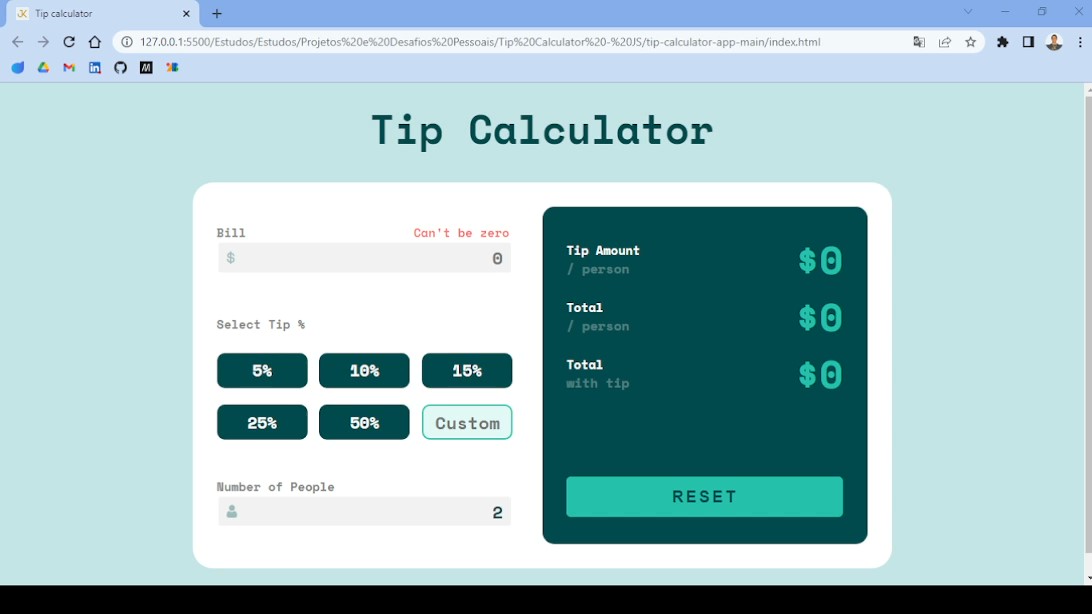 Tip calculator
127.0.0.1:5500/Estudos/Estudos/Projetos%20e%20Desafios%20Pessoais/Tip%20Calculator%20-%20JS/tip-calculator-app-main/index.html
Tip Calculator
Bill
Can't be zero
$
0
Select Tip %
5%
10%
15%
25%
50%
Custom
Number of People
2
Tip Amount
/ person
$0
Total
/ person
$0
Total
with tip
$0
RESET